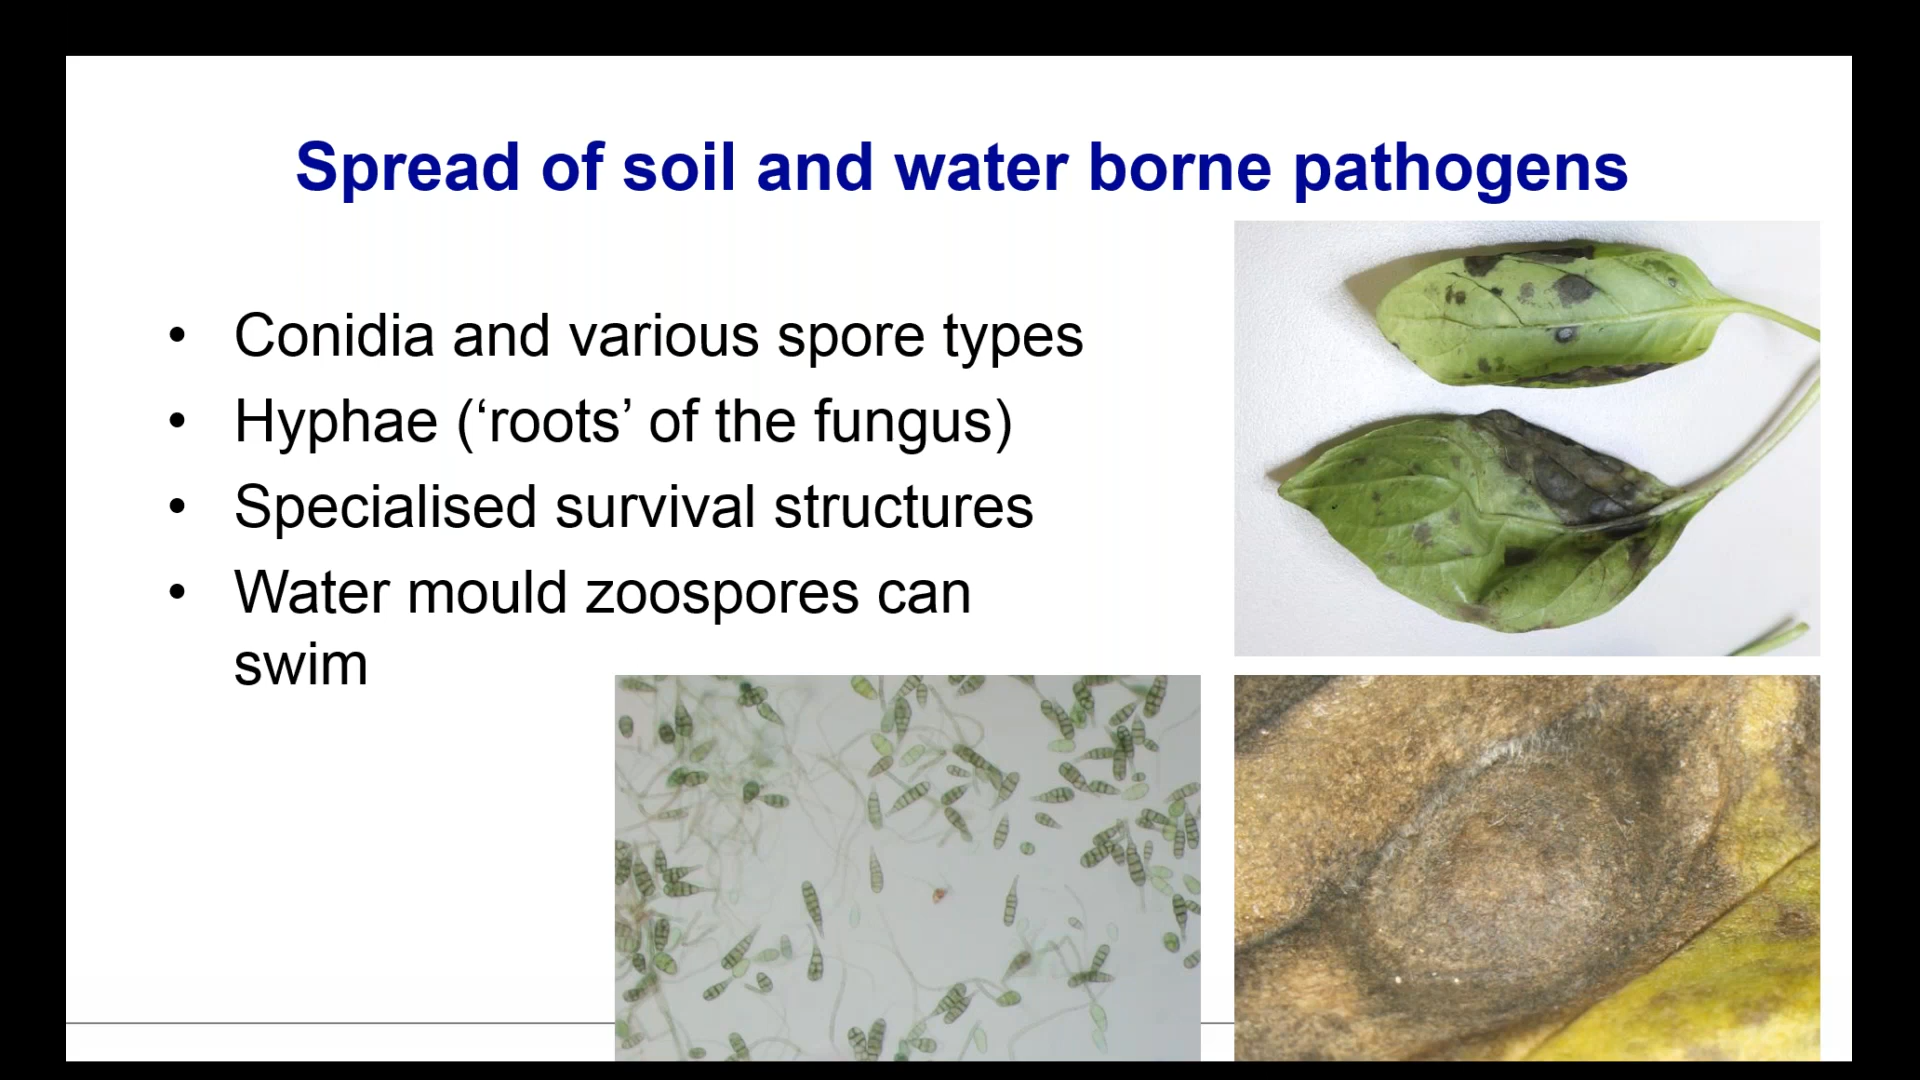 Spread of soil and water borne pathogens
• Conidia and various spore types
• Hyphae (‘roots’ of the fungus)
• Specialised survival structures
• Water mould zoospores can
swim